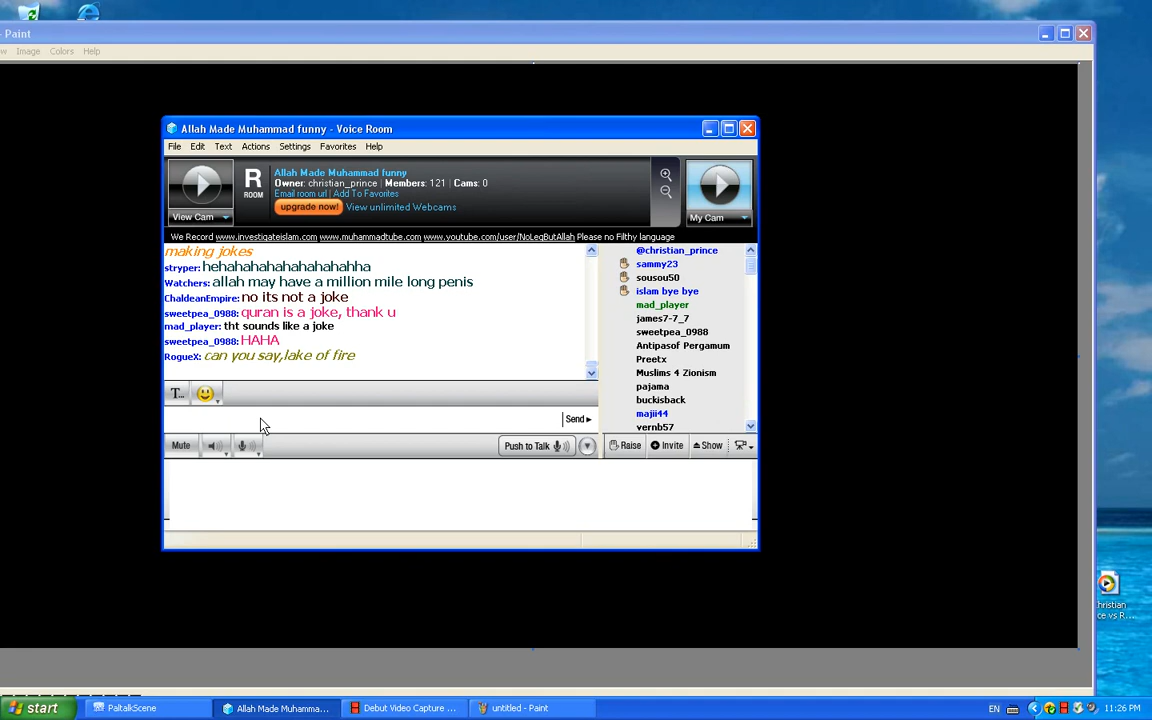 - Paint
w Image Colors Help
Allah Made Muhammad funny - Voice Room
File Edit Text Actions Settings Favorites Help
Allah Made Muhammad funny
R
ROOM
Owner: christian_prince | Members: 121 | Cams: 0
Email room url | Add To Favorites
upgrade now! View unlimited Webcams
View Cam
My Cam
We Record www.investigateislam.com www.muhammadtube.com www.youtube.com/user/NoLegButAllah Please no Filthy language
making jokes
stryper: hehahahahahahahahahha
Watchers: allah may have a million mile long penis
ChaldeanEmpire: no its not a joke
sweetpea_0988: quran is a joke, thank u
mad_player: tht sounds like a joke
sweetpea_0988: HAHA
RogueX: can you say,lake of fire
@christian_prince
sammy23
sousou50
islam bye bye
mad_player
james7-7_7
sweetpea_0988
Antipasof Pergamum
Preetx
Muslims 4 Zionism
pajama
buckisback
majii44
vernb57
T...
Send
Mute
Push to Talk
Raise Invite Show
hristian
ce vs R...
start PaltalkScene Allah Made Muhamma... Debut Video Capture ... untitled - Paint EN 11:26 PM